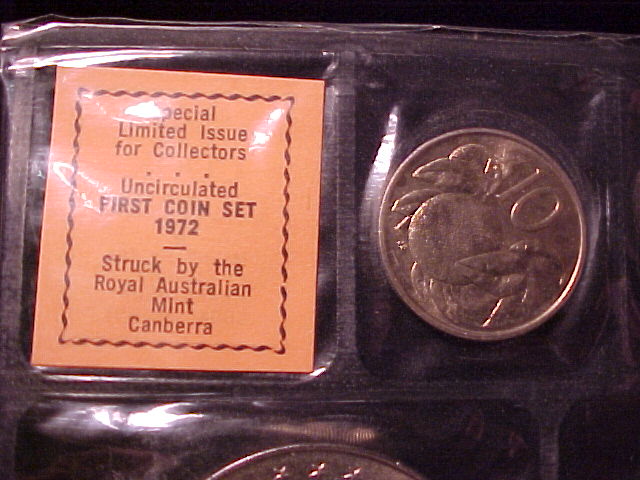 Special
Limited Issue
for Collectors
. . .
Uncirculated
FIRST COIN SET
1972
—
Struck by the
Royal Australian
Mint
Canberra
10